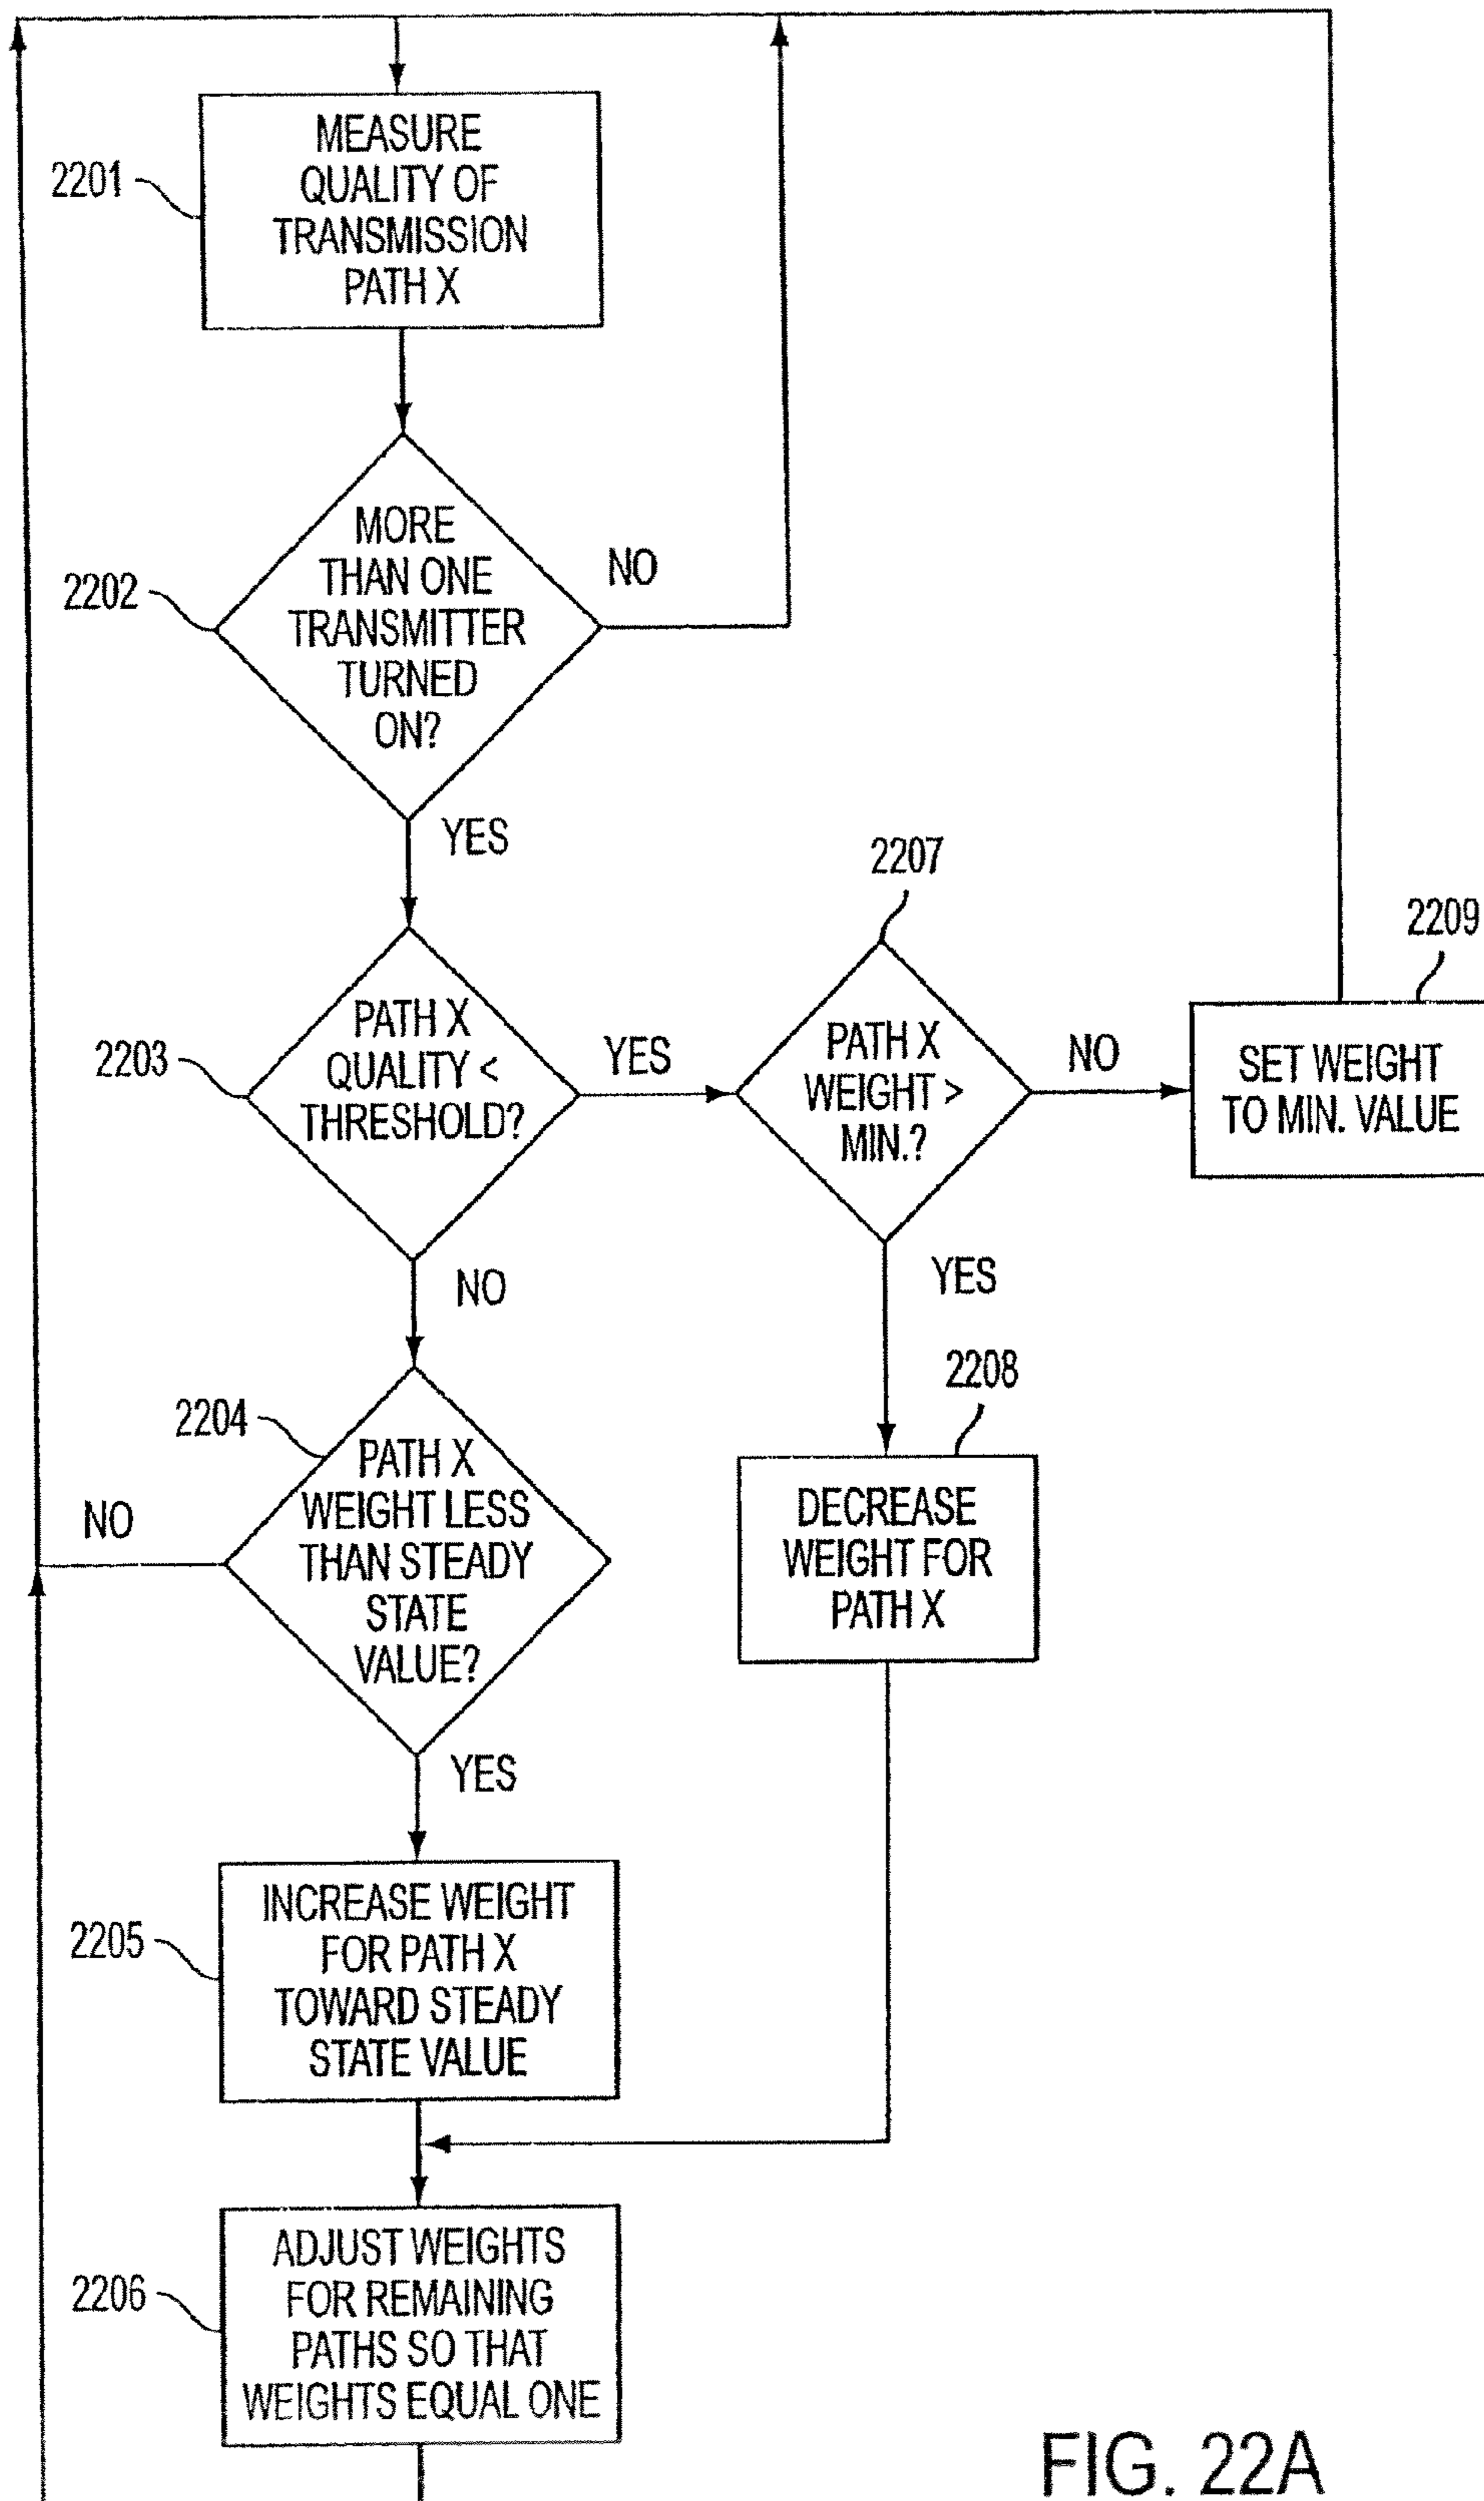 2201
MEASURE
QUALITY OF
TRANSMISSION
PATH X
2202
MORE
THAN ONE
TRANSMITTER
TURNED
ON?
NO
YES
2203
PATH X
QUALITY <
THRESHOLD?
YES
2207
PATH X
WEIGHT >
MIN.?
NO
2209
SET WEIGHT
TO MIN. VALUE
NO
YES
2204
PATH X
WEIGHT LESS
THAN STEADY
STATE
VALUE?
NO
2208
DECREASE
WEIGHT FOR
PATH X
YES
2205
INCREASE WEIGHT
FOR PATH X
TOWARD STEADY
STATE VALUE
2206
ADJUST WEIGHTS
FOR REMAINING
PATHS SO THAT
WEIGHTS EQUAL ONE
FIG. 22A